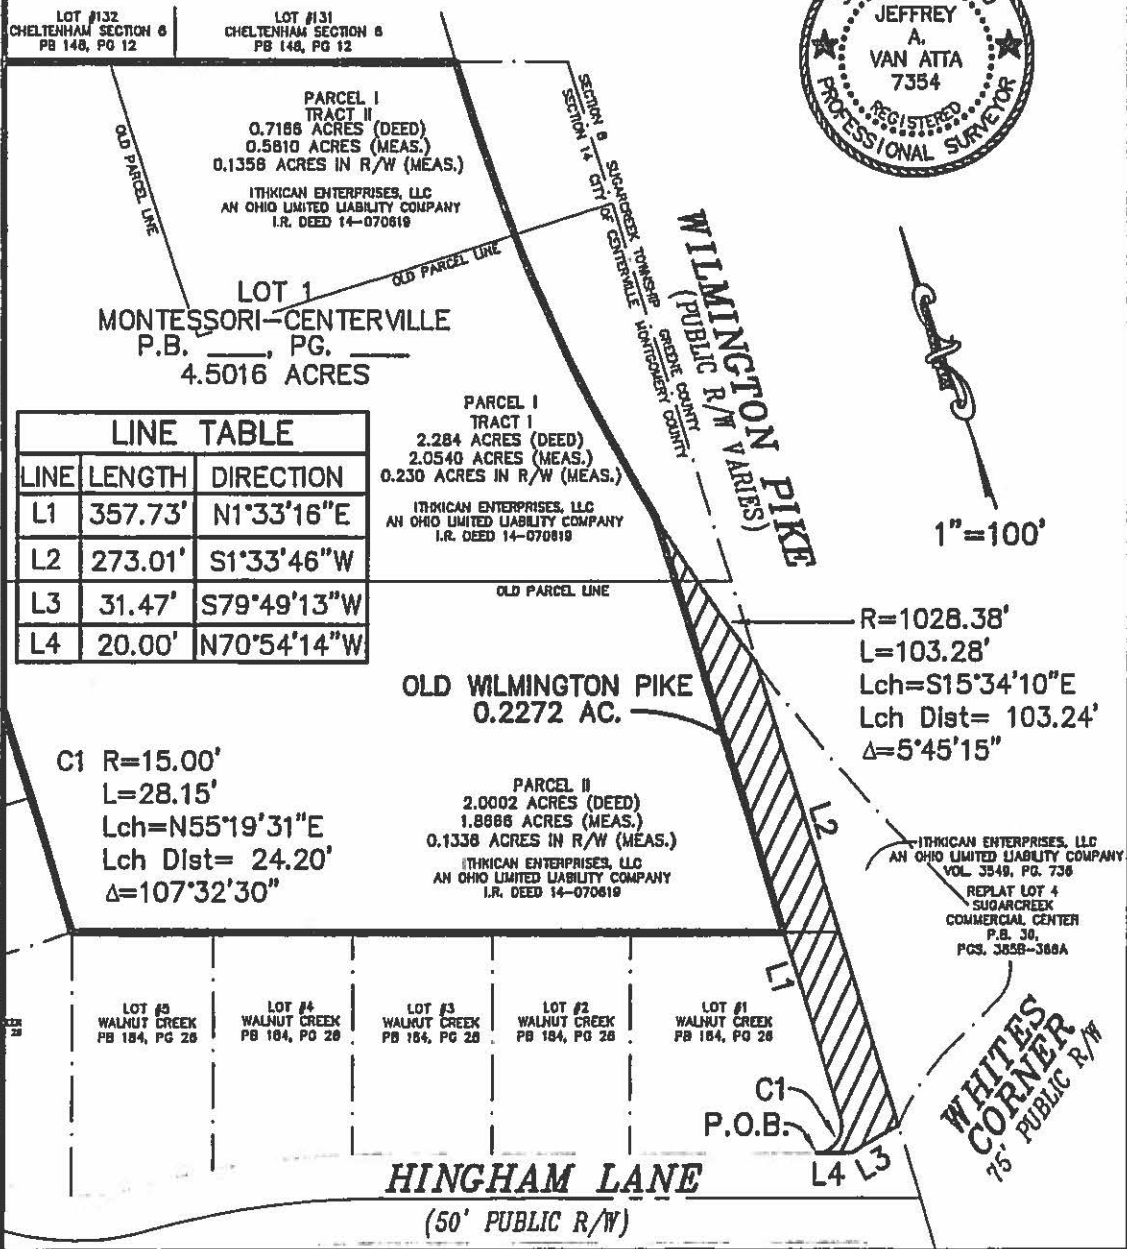 LOT #132
CHELTENHAM SECTION 6
PB 148, PG 12
LOT #131
CHELTENHAM SECTION 6
PB 148, PG 12
JEFFREY
A.
VAN ATTA
7354
REGISTERED
PROFESSIONAL SURVEYOR
PARCEL I
TRACT II
0.7166 ACRES (DEED)
0.5810 ACRES (MEAS.)
0.1356 ACRES IN R/W (MEAS.)
ITHKICAN ENTERPRISES, LLC
AN OHIO LIMITED LIABILITY COMPANY
I.R. DEED 14-070619
OLD PARCEL LINE
OLD PARCEL LINE
SECTION 8 SUGARCREEK TOWNSHIP GREENE COUNTY
SECTION 14 CITY OF CENTERVILLE MONTGOMERY COUNTY
WILMINGTON PIKE
(PUBLIC R/W VARIES)
LOT 1
MONTESSORI-CENTERVILLE
P.B. ____, PG. ____
4.5016 ACRES
1"=100'
LINE TABLE
LINE LENGTH DIRECTION
L1 357.73' N1°33'16"E
L2 273.01' S1°33'46"W
L3 31.47' S79°49'13"W
L4 20.00' N70°54'14"W
PARCEL I
TRACT I
2.284 ACRES (DEED)
2.0540 ACRES (MEAS.)
0.230 ACRES IN R/W (MEAS.)
ITHKICAN ENTERPRISES, LLC
AN OHIO LIMITED LIABILITY COMPANY
I.R. DEED 14-070619
OLD PARCEL LINE
R=1028.38'
L=103.28'
Lch=S15°34'10"E
Lch Dist= 103.24'
Δ=5°45'15"
OLD WILMINGTON PIKE
0.2272 AC.
C1 R=15.00'
L=28.15'
Lch=N55°19'31"E
Lch Dist= 24.20'
Δ=107°32'30"
PARCEL II
2.0002 ACRES (DEED)
1.8666 ACRES (MEAS.)
0.1336 ACRES IN R/W (MEAS.)
ITHKICAN ENTERPRISES, LLC
AN OHIO LIMITED LIABILITY COMPANY
I.R. DEED 14-070619
L2
ITHKICAN ENTERPRISES, LLC
AN OHIO LIMITED LIABILITY COMPANY
VOL. 3549, PG. 736
REPLAT LOT 4
SUGARCREEK
COMMERCIAL CENTER
P.B. 30,
PGS. 385B-386A
L1
LOT #5
WALNUT CREEK
PB 184, PG 26
LOT #4
WALNUT CREEK
PB 184, PG 26
LOT #3
WALNUT CREEK
PB 184, PG 26
LOT #2
WALNUT CREEK
PB 184, PG 26
LOT #1
WALNUT CREEK
PB 184, PG 26
WHITES
CORNER
75' PUBLIC R/W
C1
P.O.B.
L4 L3
HINGHAM LANE
(50' PUBLIC R/W)